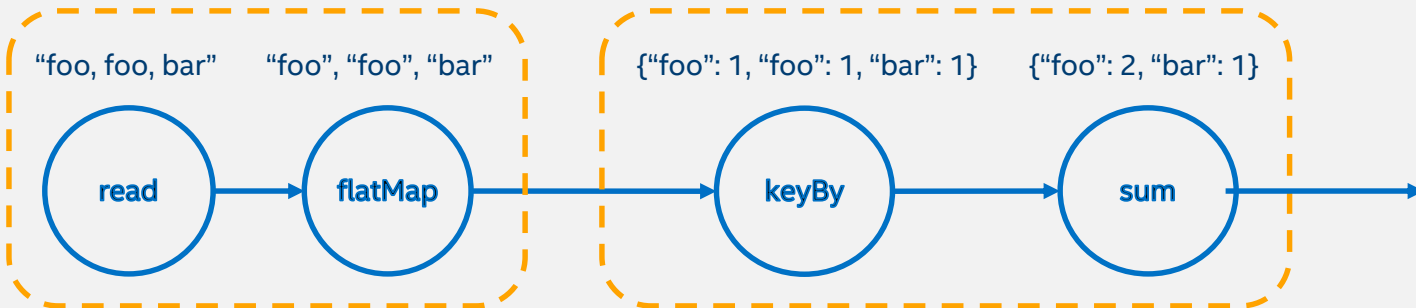 “foo, foo, bar” “foo”, “foo”, “bar” {“foo”: 1, “foo”: 1, “bar”: 1} {“foo”: 2, “bar”: 1}
read flatMap keyBy sum